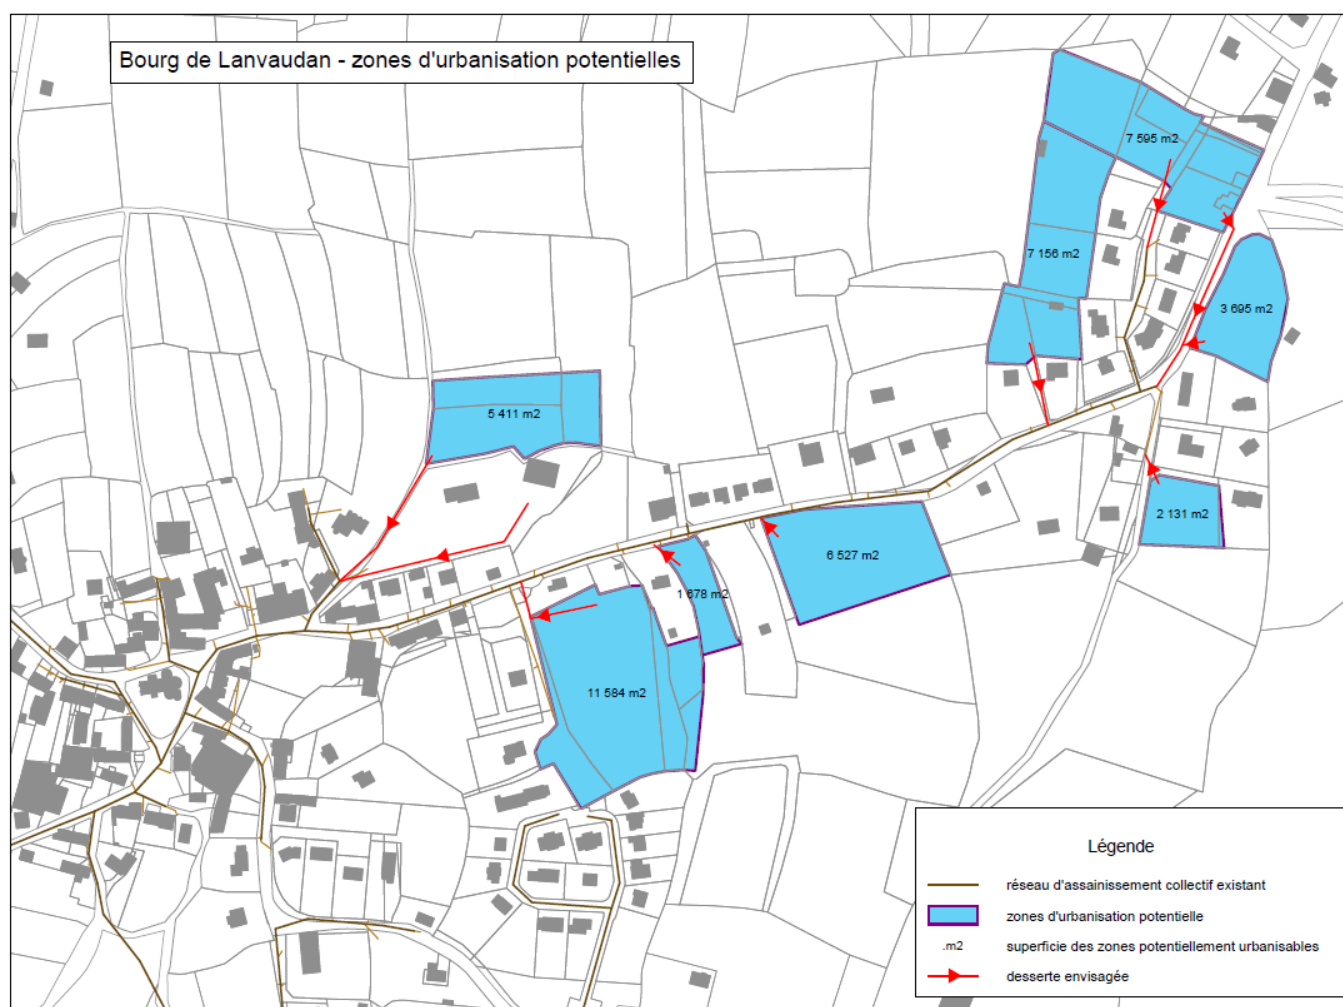 Bourg de Lanvaudan - zones d'urbanisation potentielles
7 595 m2
7 156 m2
3 695 m2
5 411 m2
2 131 m2
6 527 m2
1 678 m2
11 584 m2
Légende
réseau d'assainissement collectif existant
zones d'urbanisation potentielle
.m2 superficie des zones potentiellement urbanisables
desserte envisagée